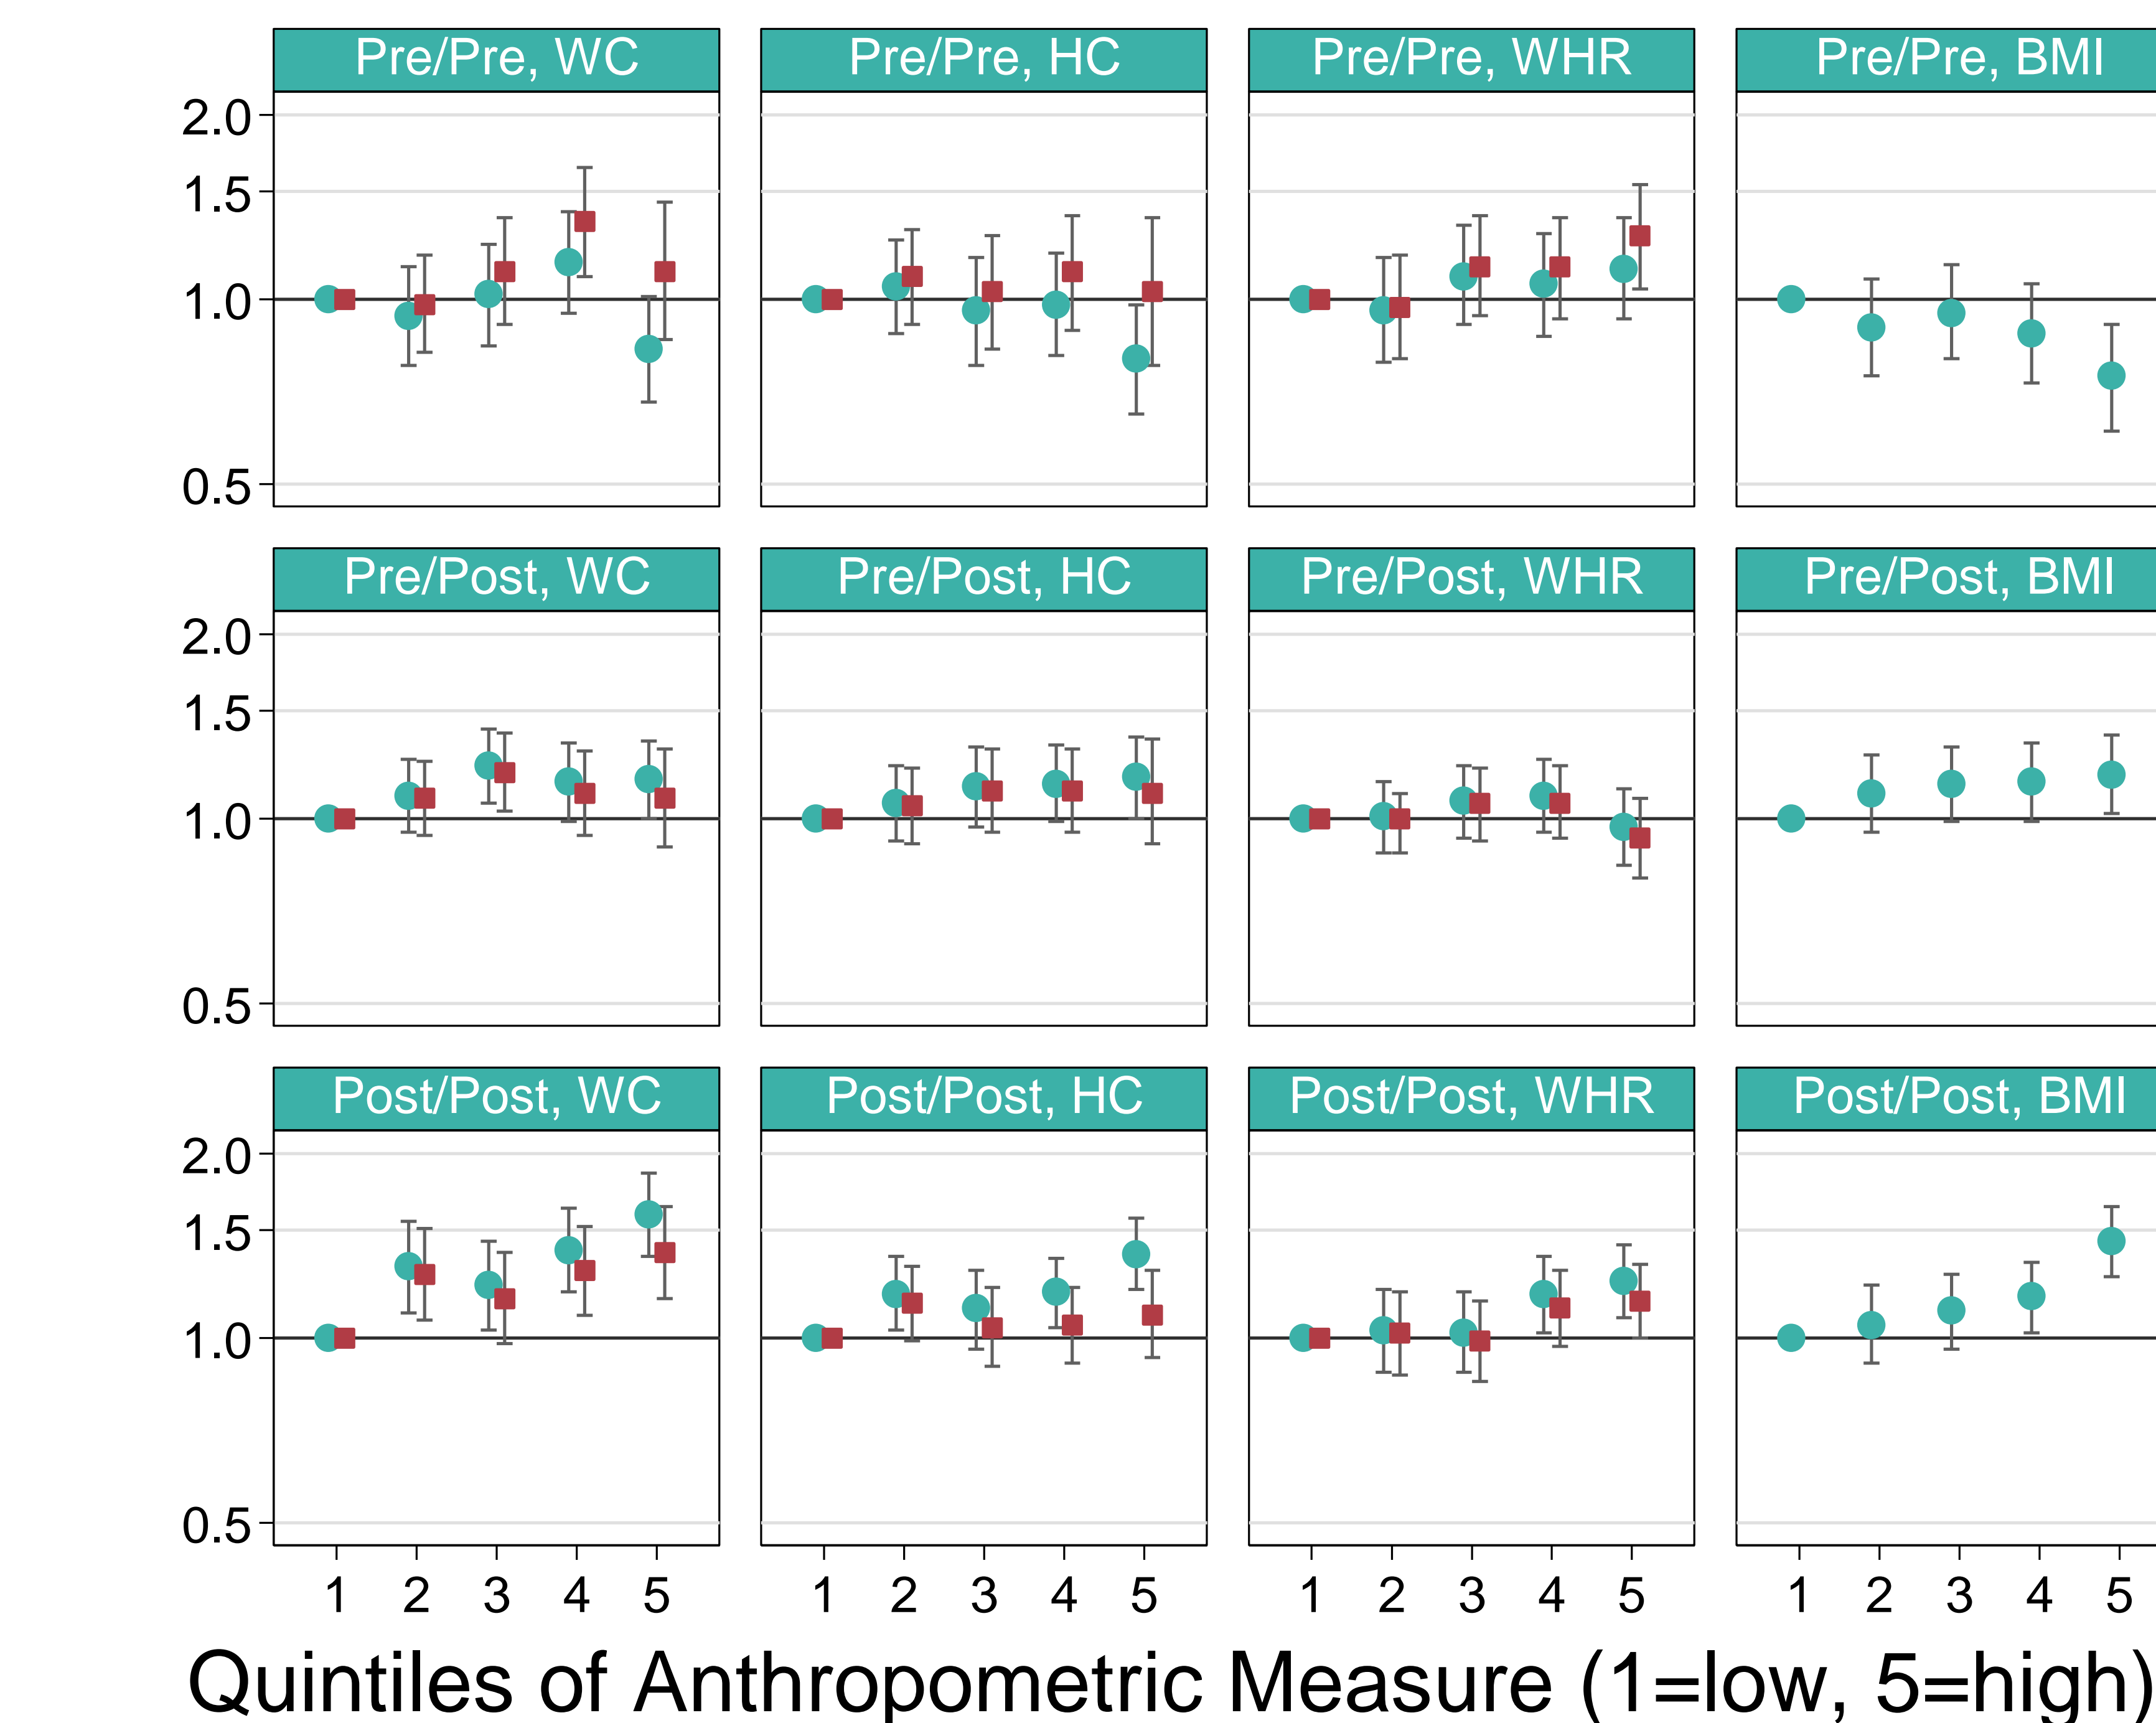 Pre/Pre, WC
Pre/Pre, HC
Pre/Pre, WHR
Pre/Pre, BMI
2.0
1.5
1.0
0.5
Pre/Post, WC
Pre/Post, HC
Pre/Post, WHR
Pre/Post, BMI
2.0
1.5
1.0
0.5
Post/Post, WC
Post/Post, HC
Post/Post, WHR
Post/Post, BMI
2.0
1.5
1.0
0.5
1 2 3 4 5
1 2 3 4 5
1 2 3 4 5
1 2 3 4 5
Quintiles of Anthropometric Measure (1=low, 5=high)